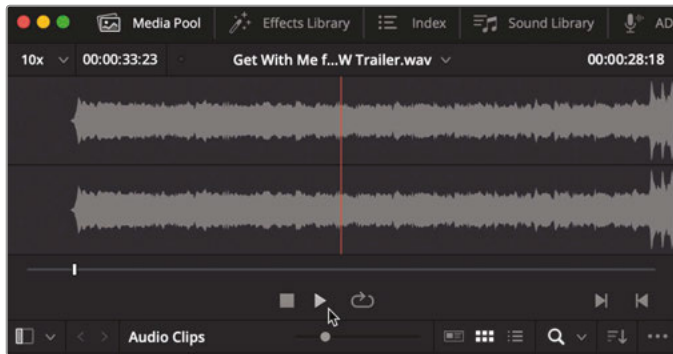 Media Pool Effects Library Index Sound Library AD
10x 00:00:33:23 Get With Me f...W Trailer.wav 00:00:28:18
Audio Clips